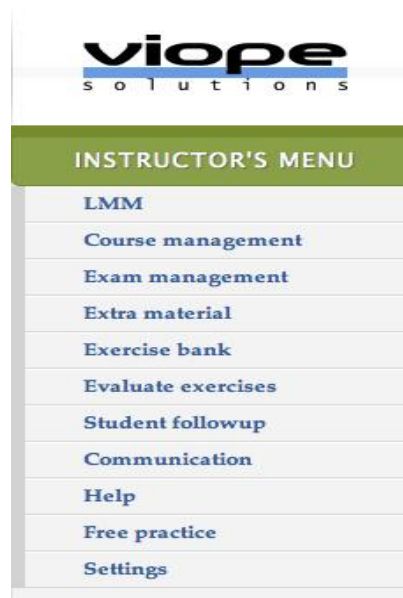 viope
solutions
INSTRUCTOR'S MENU
LMM
Course management
Exam management
Extra material
Exercise bank
Evaluate exercises
Student followup
Communication
Help
Free practice
Settings